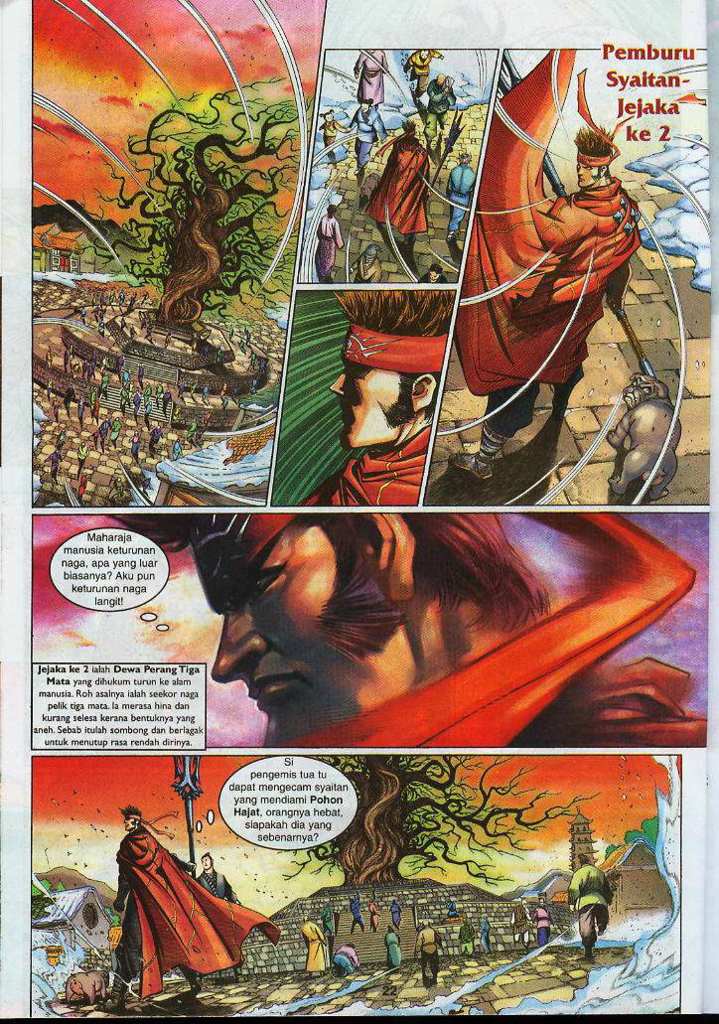 Pemburu
Syaitan-
Jejaka
ke 2
Maharaja
manusia keturunan
naga, apa yang luar
biasanya? Aku pun
keturunan naga
langit!
Jejaka ke 2 ialah Dewa Perang Tiga
Mata yang dihukum turun ke alam
manusia. Roh asalnya ialah seekor naga
pelik tiga mata. Ia merasa hina dan
kurang selesa kerana bentuknya yang
aneh. Sebab itulah sombong dan berlagak
untuk menutup rasa rendah dirinya.
Si
pengemis tua tu
dapat mengecam syaitan
yang mendiami Pohon
Hajat, orangnya hebat,
siapakah dia yang
sebenarnya?
22